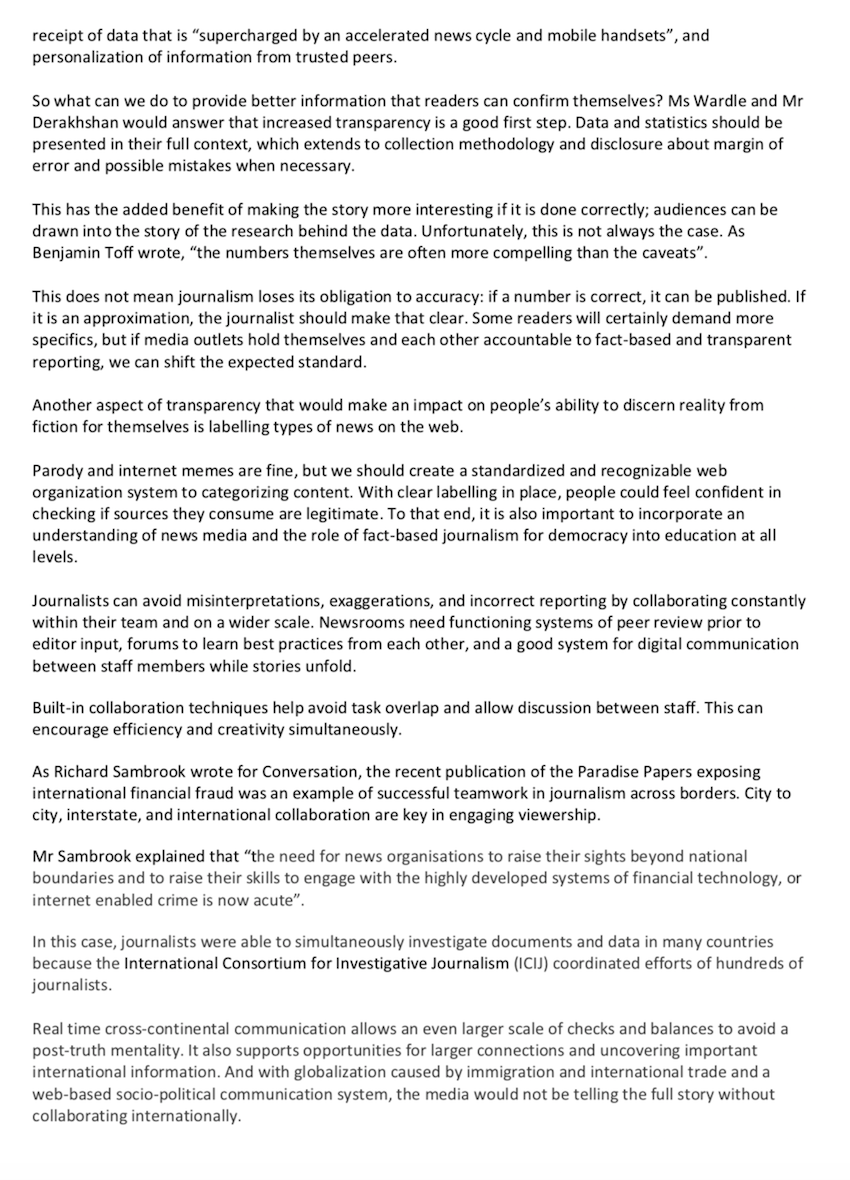 receipt of data that is “supercharged by an accelerated news cycle and mobile handsets”, and
personalization of information from trusted peers.
So what can we do to provide better information that readers can confirm themselves? Ms Wardle and Mr
Derakhshan would answer that increased transparency is a good first step. Data and statistics should be
presented in their full context, which extends to collection methodology and disclosure about margin of
error and possible mistakes when necessary.
This has the added benefit of making the story more interesting if it is done correctly; audiences can be
drawn into the story of the research behind the data. Unfortunately, this is not always the case. As
Benjamin Toff wrote, “the numbers themselves are often more compelling than the caveats”.
This does not mean journalism loses its obligation to accuracy: if a number is correct, it can be published. If
it is an approximation, the journalist should make that clear. Some readers will certainly demand more
specifics, but if media outlets hold themselves and each other accountable to fact-based and transparent
reporting, we can shift the expected standard.
Another aspect of transparency that would make an impact on people’s ability to discern reality from
fiction for themselves is labelling types of news on the web.
Parody and internet memes are fine, but we should create a standardized and recognizable web
organization system to categorizing content. With clear labelling in place, people could feel confident in
checking if sources they consume are legitimate. To that end, it is also important to incorporate an
understanding of news media and the role of fact-based journalism for democracy into education at all
levels.
Journalists can avoid misinterpretations, exaggerations, and incorrect reporting by collaborating constantly
within their team and on a wider scale. Newsrooms need functioning systems of peer review prior to
editor input, forums to learn best practices from each other, and a good system for digital communication
between staff members while stories unfold.
Built-in collaboration techniques help avoid task overlap and allow discussion between staff. This can
encourage efficiency and creativity simultaneously.
As Richard Sambrook wrote for Conversation, the recent publication of the Paradise Papers exposing
international financial fraud was an example of successful teamwork in journalism across borders. City to
city, interstate, and international collaboration are key in engaging viewership.
Mr Sambrook explained that “the need for news organisations to raise their sights beyond national
boundaries and to raise their skills to engage with the highly developed systems of financial technology, or
internet enabled crime is now acute”.
In this case, journalists were able to simultaneously investigate documents and data in many countries
because the International Consortium for Investigative Journalism (ICIJ) coordinated efforts of hundreds of
journalists.
Real time cross-continental communication allows an even larger scale of checks and balances to avoid a
post-truth mentality. It also supports opportunities for larger connections and uncovering important
international information. And with globalization caused by immigration and international trade and a
web-based socio-political communication system, the media would not be telling the full story without
collaborating internationally.